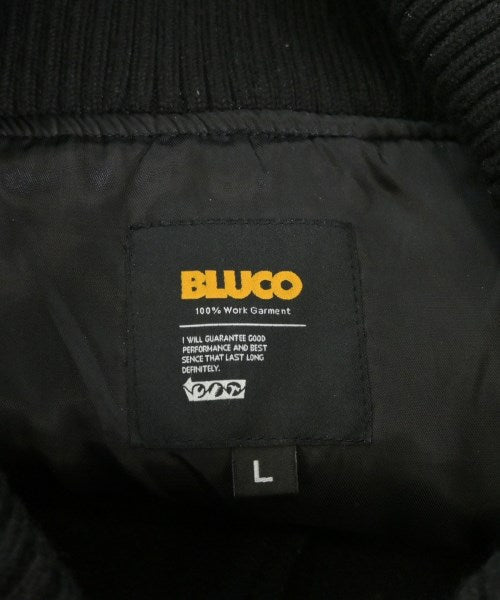 BLUCO
100% Work Garment
I WILL GUARANTEE GOOD
PERFORMANCE AND BEST
SENCE THAT LAST LONG
DEFINITELY.
L